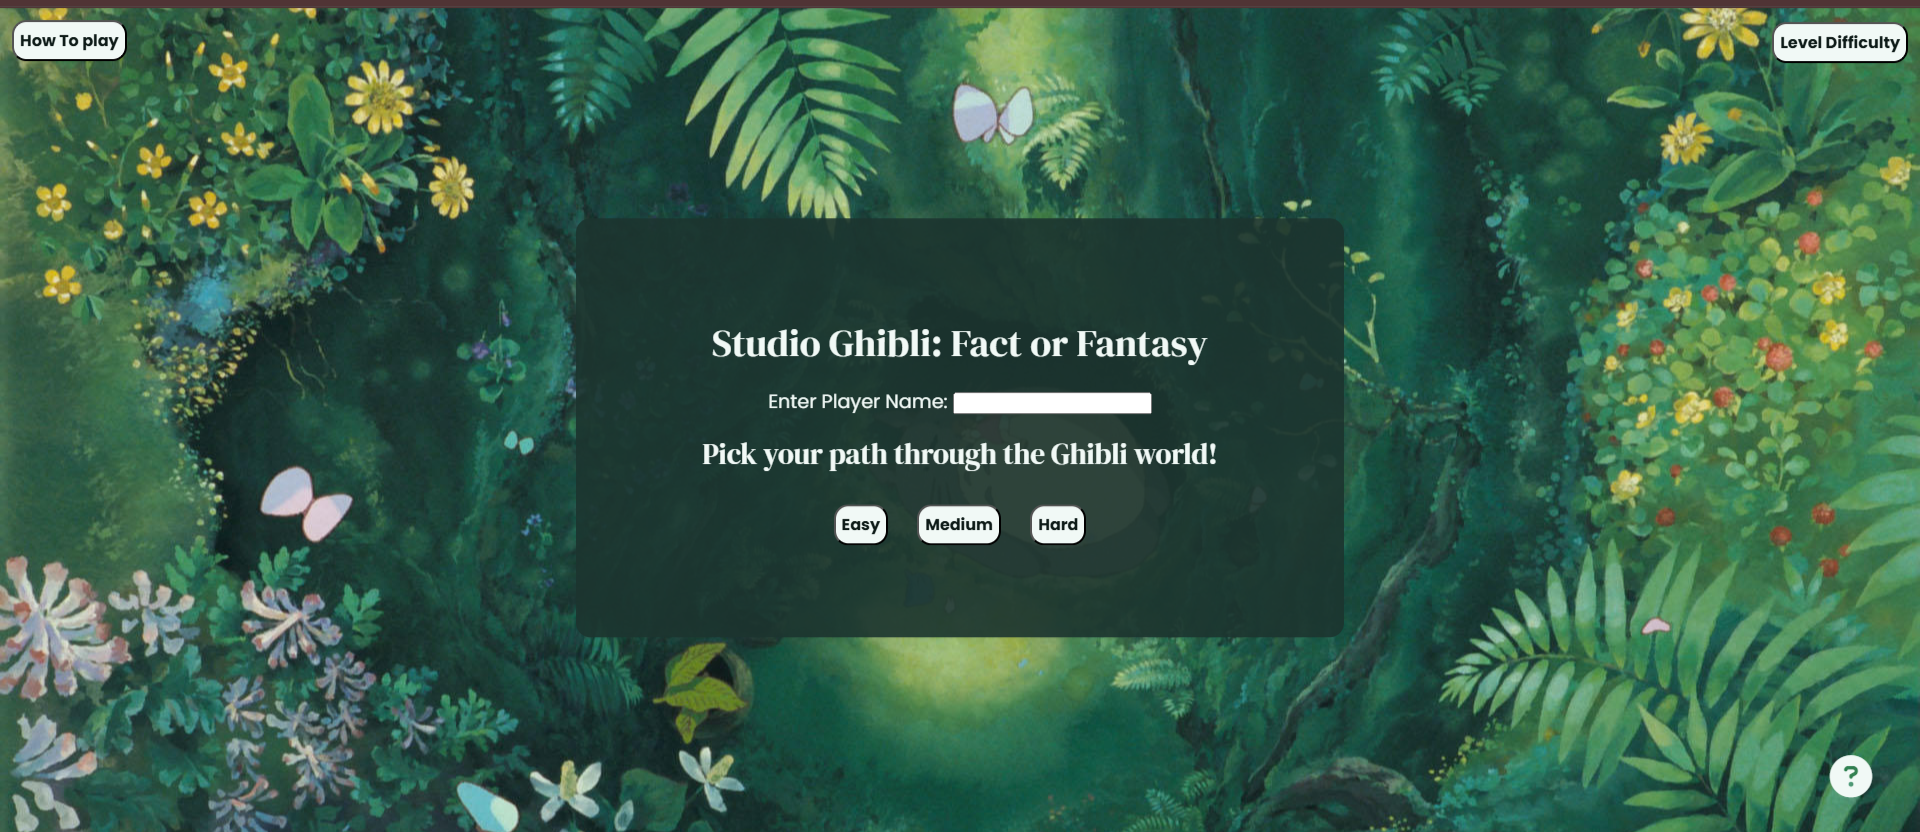 How To play
Level Difficulty
Studio Ghibli: Fact or Fantasy
Enter Player Name:
Pick your path through the Ghibli world!
Easy Medium Hard
?